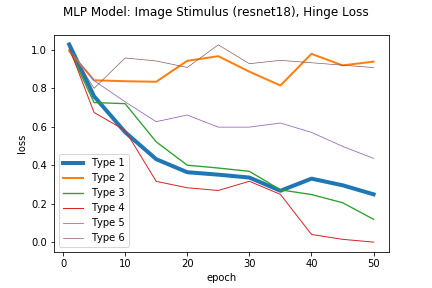 MLP Model: Image Stimulus (resnet18), Hinge Loss
1.0
0.8
0.6
0.4
0.2
0.0
loss
Type 1
Type 2
Type 3
Type 4
Type 5
Type 6
0 10 20 30 40 50
epoch